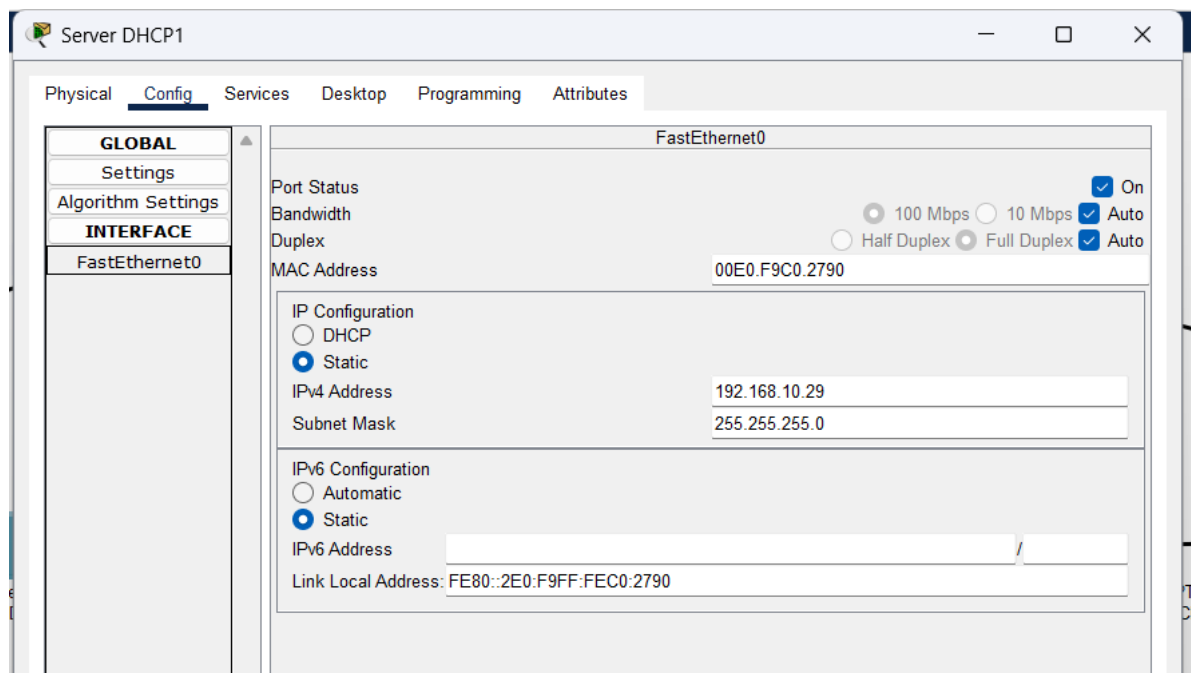 Server DHCP1
Physical Config Services Desktop Programming Attributes
GLOBAL
Settings
Algorithm Settings
INTERFACE
FastEthernet0
FastEthernet0
Port Status On
Bandwidth 100 Mbps 10 Mbps Auto
Duplex Half Duplex Full Duplex Auto
MAC Address 00E0.F9C0.2790
IP Configuration
DHCP
Static
IPv4 Address 192.168.10.29
Subnet Mask 255.255.255.0
IPv6 Configuration
Automatic
Static
IPv6 Address /
Link Local Address: FE80::2E0:F9FF:FEC0:2790